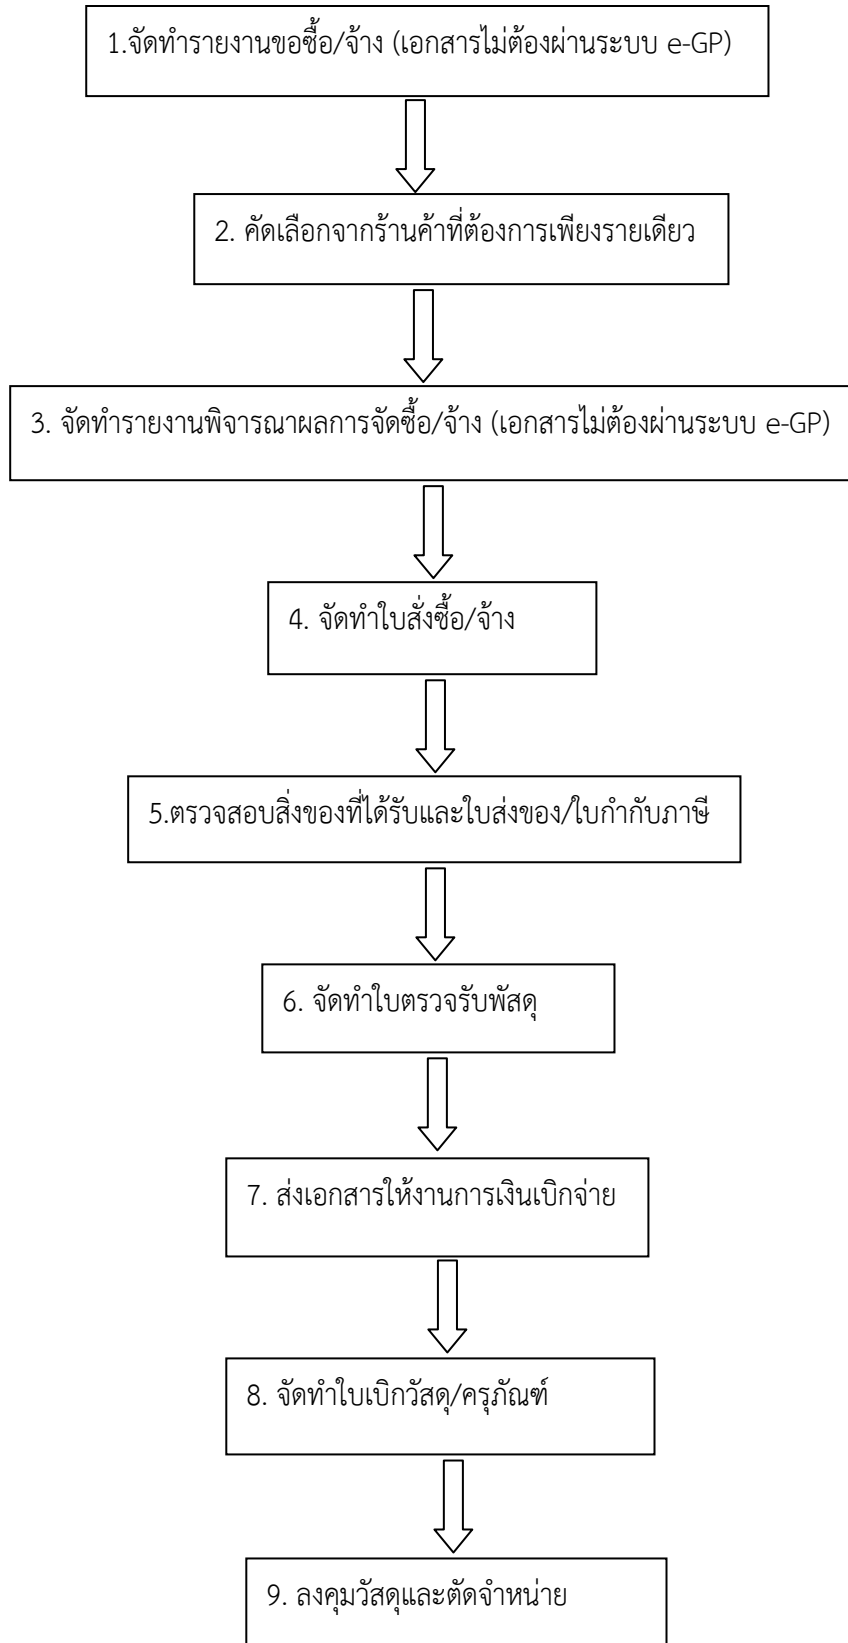 1.จัดทำรายงานขอซื้อ/จ้าง (เอกสารไม่ต้องผ่านระบบ e-GP)
2. คัดเลือกจากร้านค้าที่ต้องการเพียงรายเดียว
3. จัดทำรายงานพิจารณาผลการจัดซื้อ/จ้าง (เอกสารไม่ต้องผ่านระบบ e-GP)
4. จัดทำใบสั่งซื้อ/จ้าง
5.ตรวจสอบสิ่งของที่ได้รับและใบส่งของ/ใบกำกับภาษี
6. จัดทำใบตรวจรับพัสดุ
7. ส่งเอกสารให้งานการเงินเบิกจ่าย
8. จัดทำใบเบิกวัสดุ/ครุภัณฑ์
9. ลงคุมวัสดุและตัดจำหน่าย